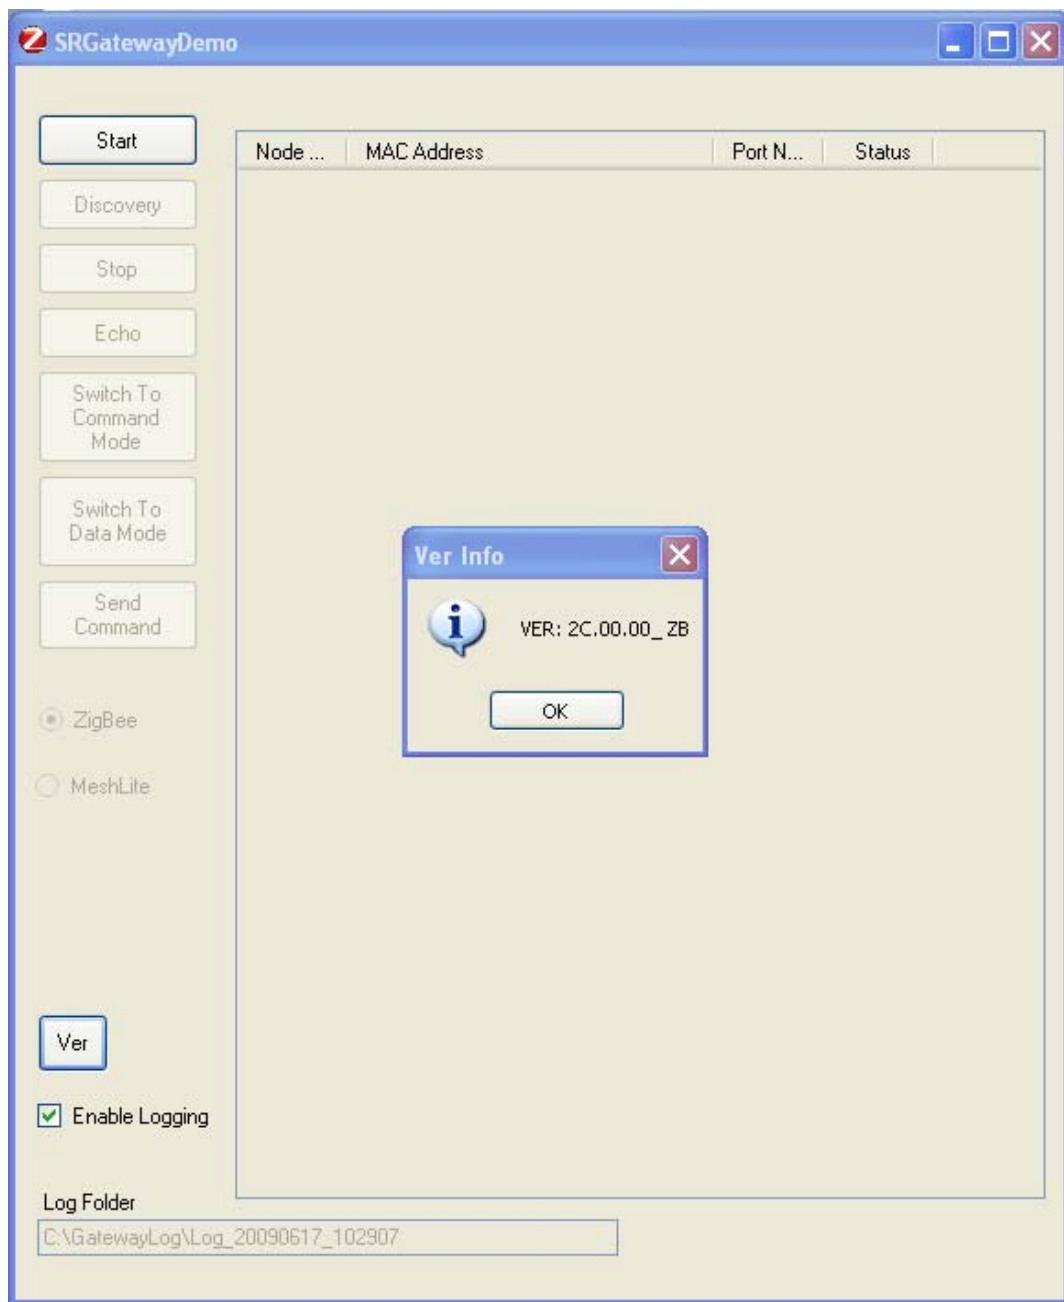 SRGatewayDemo
Start
Node ... MAC Address Port N... Status
Discovery
Stop
Echo
Switch To
Command
Mode
Switch To
Data Mode
Send
Command
ZigBee
MeshLite
Ver Info
VER: 2C.00.00_ ZB
OK
Ver
Enable Logging
Log Folder
C:\GatewayLog\Log_20090617_102907